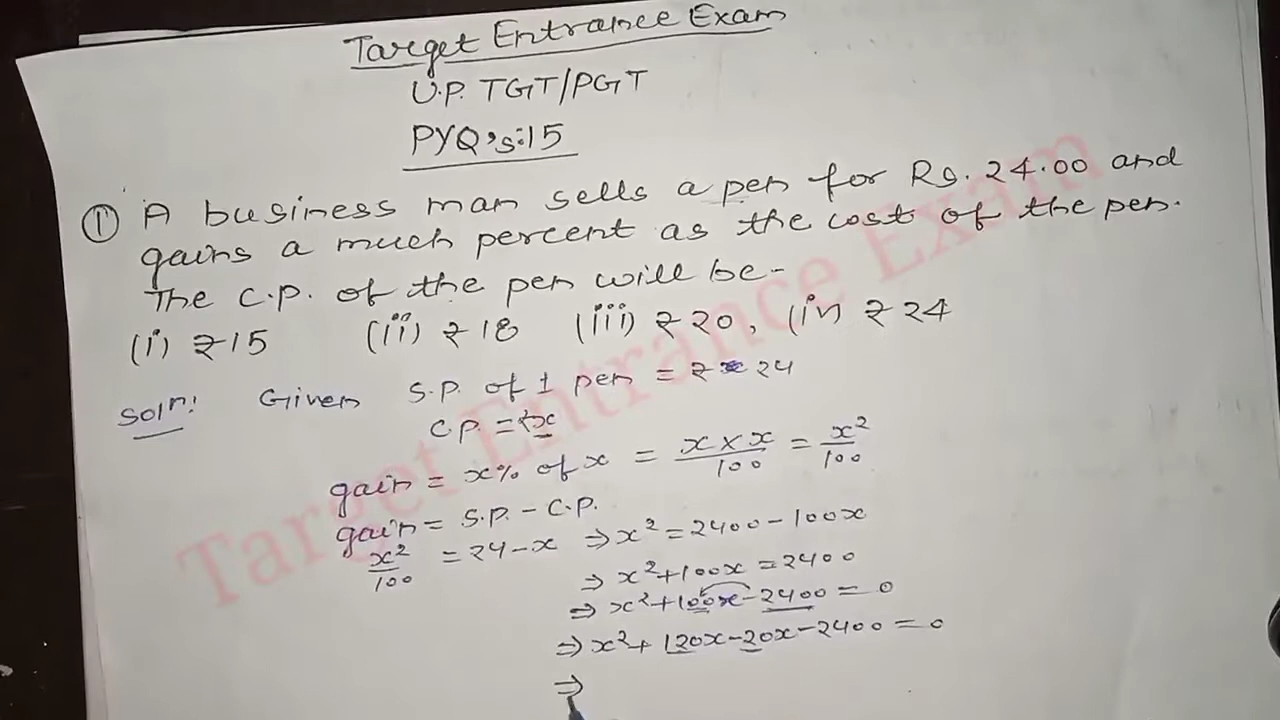 Target Entrance Exam
U.P. TGT/PGT
PYQ's:15
① A business man sells a pen for Rs. 24.00 and
gains a much percent as the cost of the pen.
The C.P. of the pen will be-
(i) ₹15 (ii) ₹18 (iii) ₹20, (iv) ₹24
Soln: Given S.P. of 1 pen = ₹ 24
C.P. = ₹x
gain = x% of x = x×x/100 = x²/100
gain = S.P. - C.P.
x²/100 = 24-x ⇒ x² = 2400-100x
⇒ x²+100x = 2400
⇒ x²+100x-2400 = 0
⇒ x²+120x-20x-2400 = 0
⇒
Target Entrance Exam